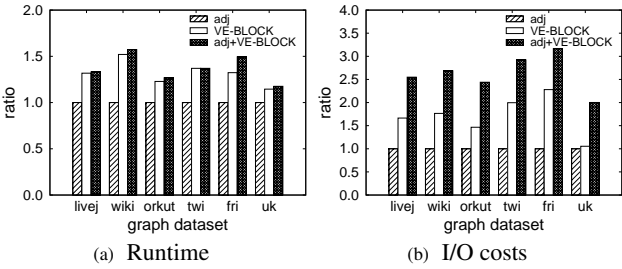 2.0
1.5
1.0
0.5
0.0
ratio
adj
VE-BLOCK
adj+VE-BLOCK
livej wiki orkut twi fri uk
graph dataset
(a) Runtime
4.0
3.5
3.0
2.5
2.0
1.5
1.0
0.5
0.0
ratio
adj
VE-BLOCK
adj+VE-BLOCK
livej wiki orkut twi fri uk
graph dataset
(b) I/O costs